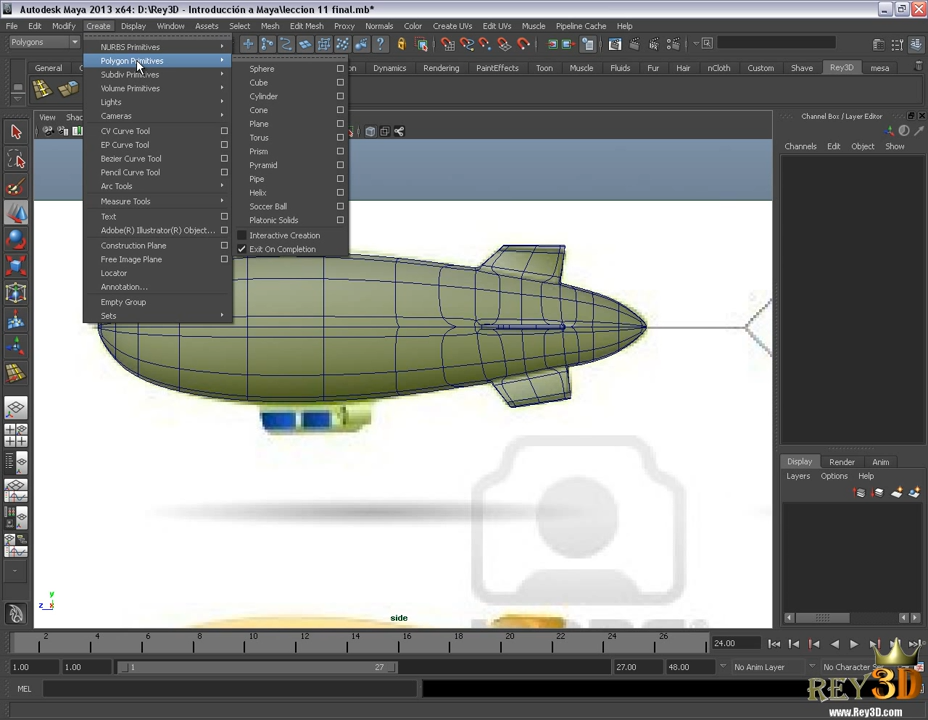 Autodesk Maya 2013 x64: D:\Rey3D - Introducción a Maya\leccion 11 final.mb*
File Edit Modify Create Display Window Assets Select Mesh Edit Mesh Proxy Normals Color Create UVs Edit UVs Muscle Pipeline Cache Help
Polygons
General Dynamics Rendering PaintEffects Toon Muscle Fluids Fur Hair nCloth Custom Shave Rey3D mesa
View Shad
NURBS Primitives
Polygon Primitives
Subdiv Primitives
Volume Primitives
Lights
Cameras
CV Curve Tool
EP Curve Tool
Bezier Curve Tool
Pencil Curve Tool
Arc Tools
Measure Tools
Text
Adobe(R) Illustrator(R) Object...
Construction Plane
Free Image Plane
Locator
Annotation...
Empty Group
Sets
Sphere
Cube
Cylinder
Cone
Plane
Torus
Prism
Pyramid
Pipe
Helix
Soccer Ball
Platonic Solids
Interactive Creation
Exit On Completion
Channel Box / Layer Editor
Channels Edit Object Show
Display Render Anim
Layers Options Help
y
z x
side
2 4 6 8 10 12 14 16 18 20 22 24 26
24.00
1.00 1.00 1 27 27.00 48.00 No Anim Layer No Character Se
MEL
REY3D
www.Rey3D.com